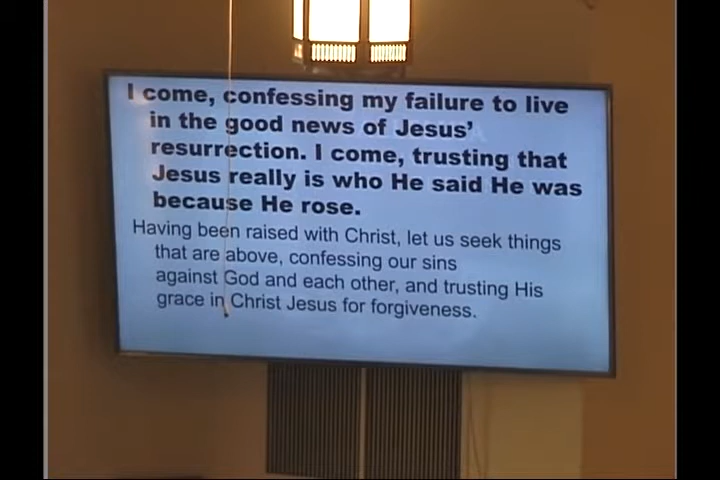 I come, confessing my failure to live
in the good news of Jesus'
resurrection. I come, trusting that
Jesus really is who He said He was
because He rose.
Having been raised with Christ, let us seek things
that are above, confessing our sins
against God and each other, and trusting His
grace in Christ Jesus for forgiveness.